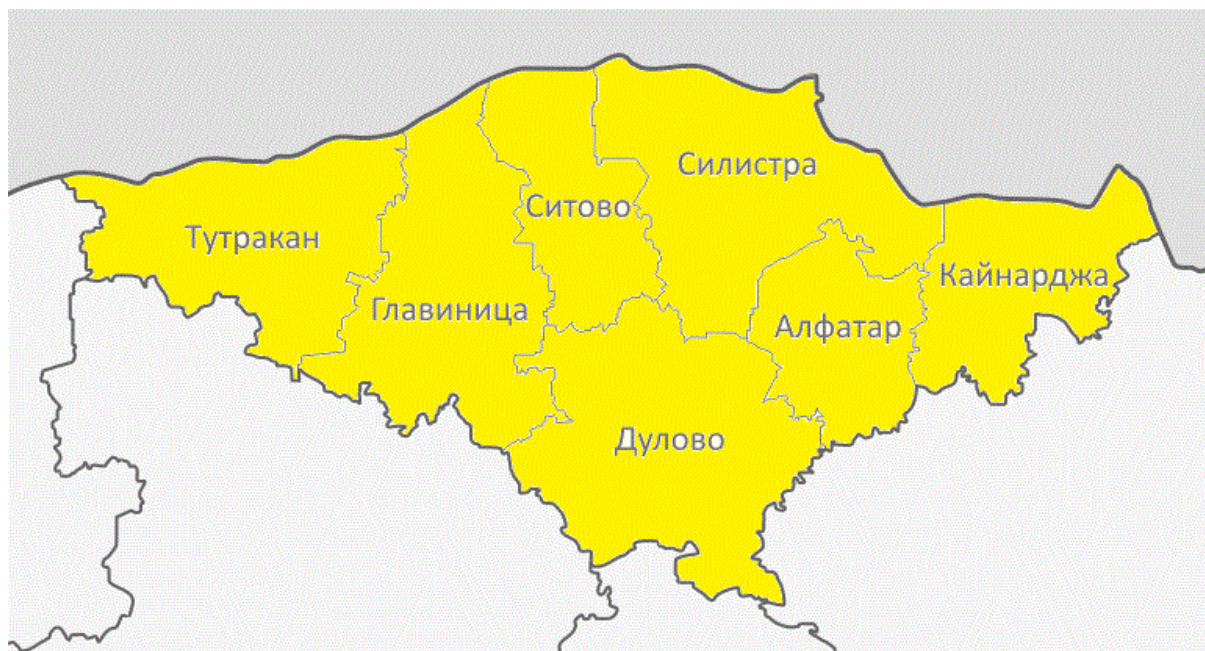 Силистра
Ситово
Тутракан
Кайнарджа
Главиница
Алфатар
Дулово